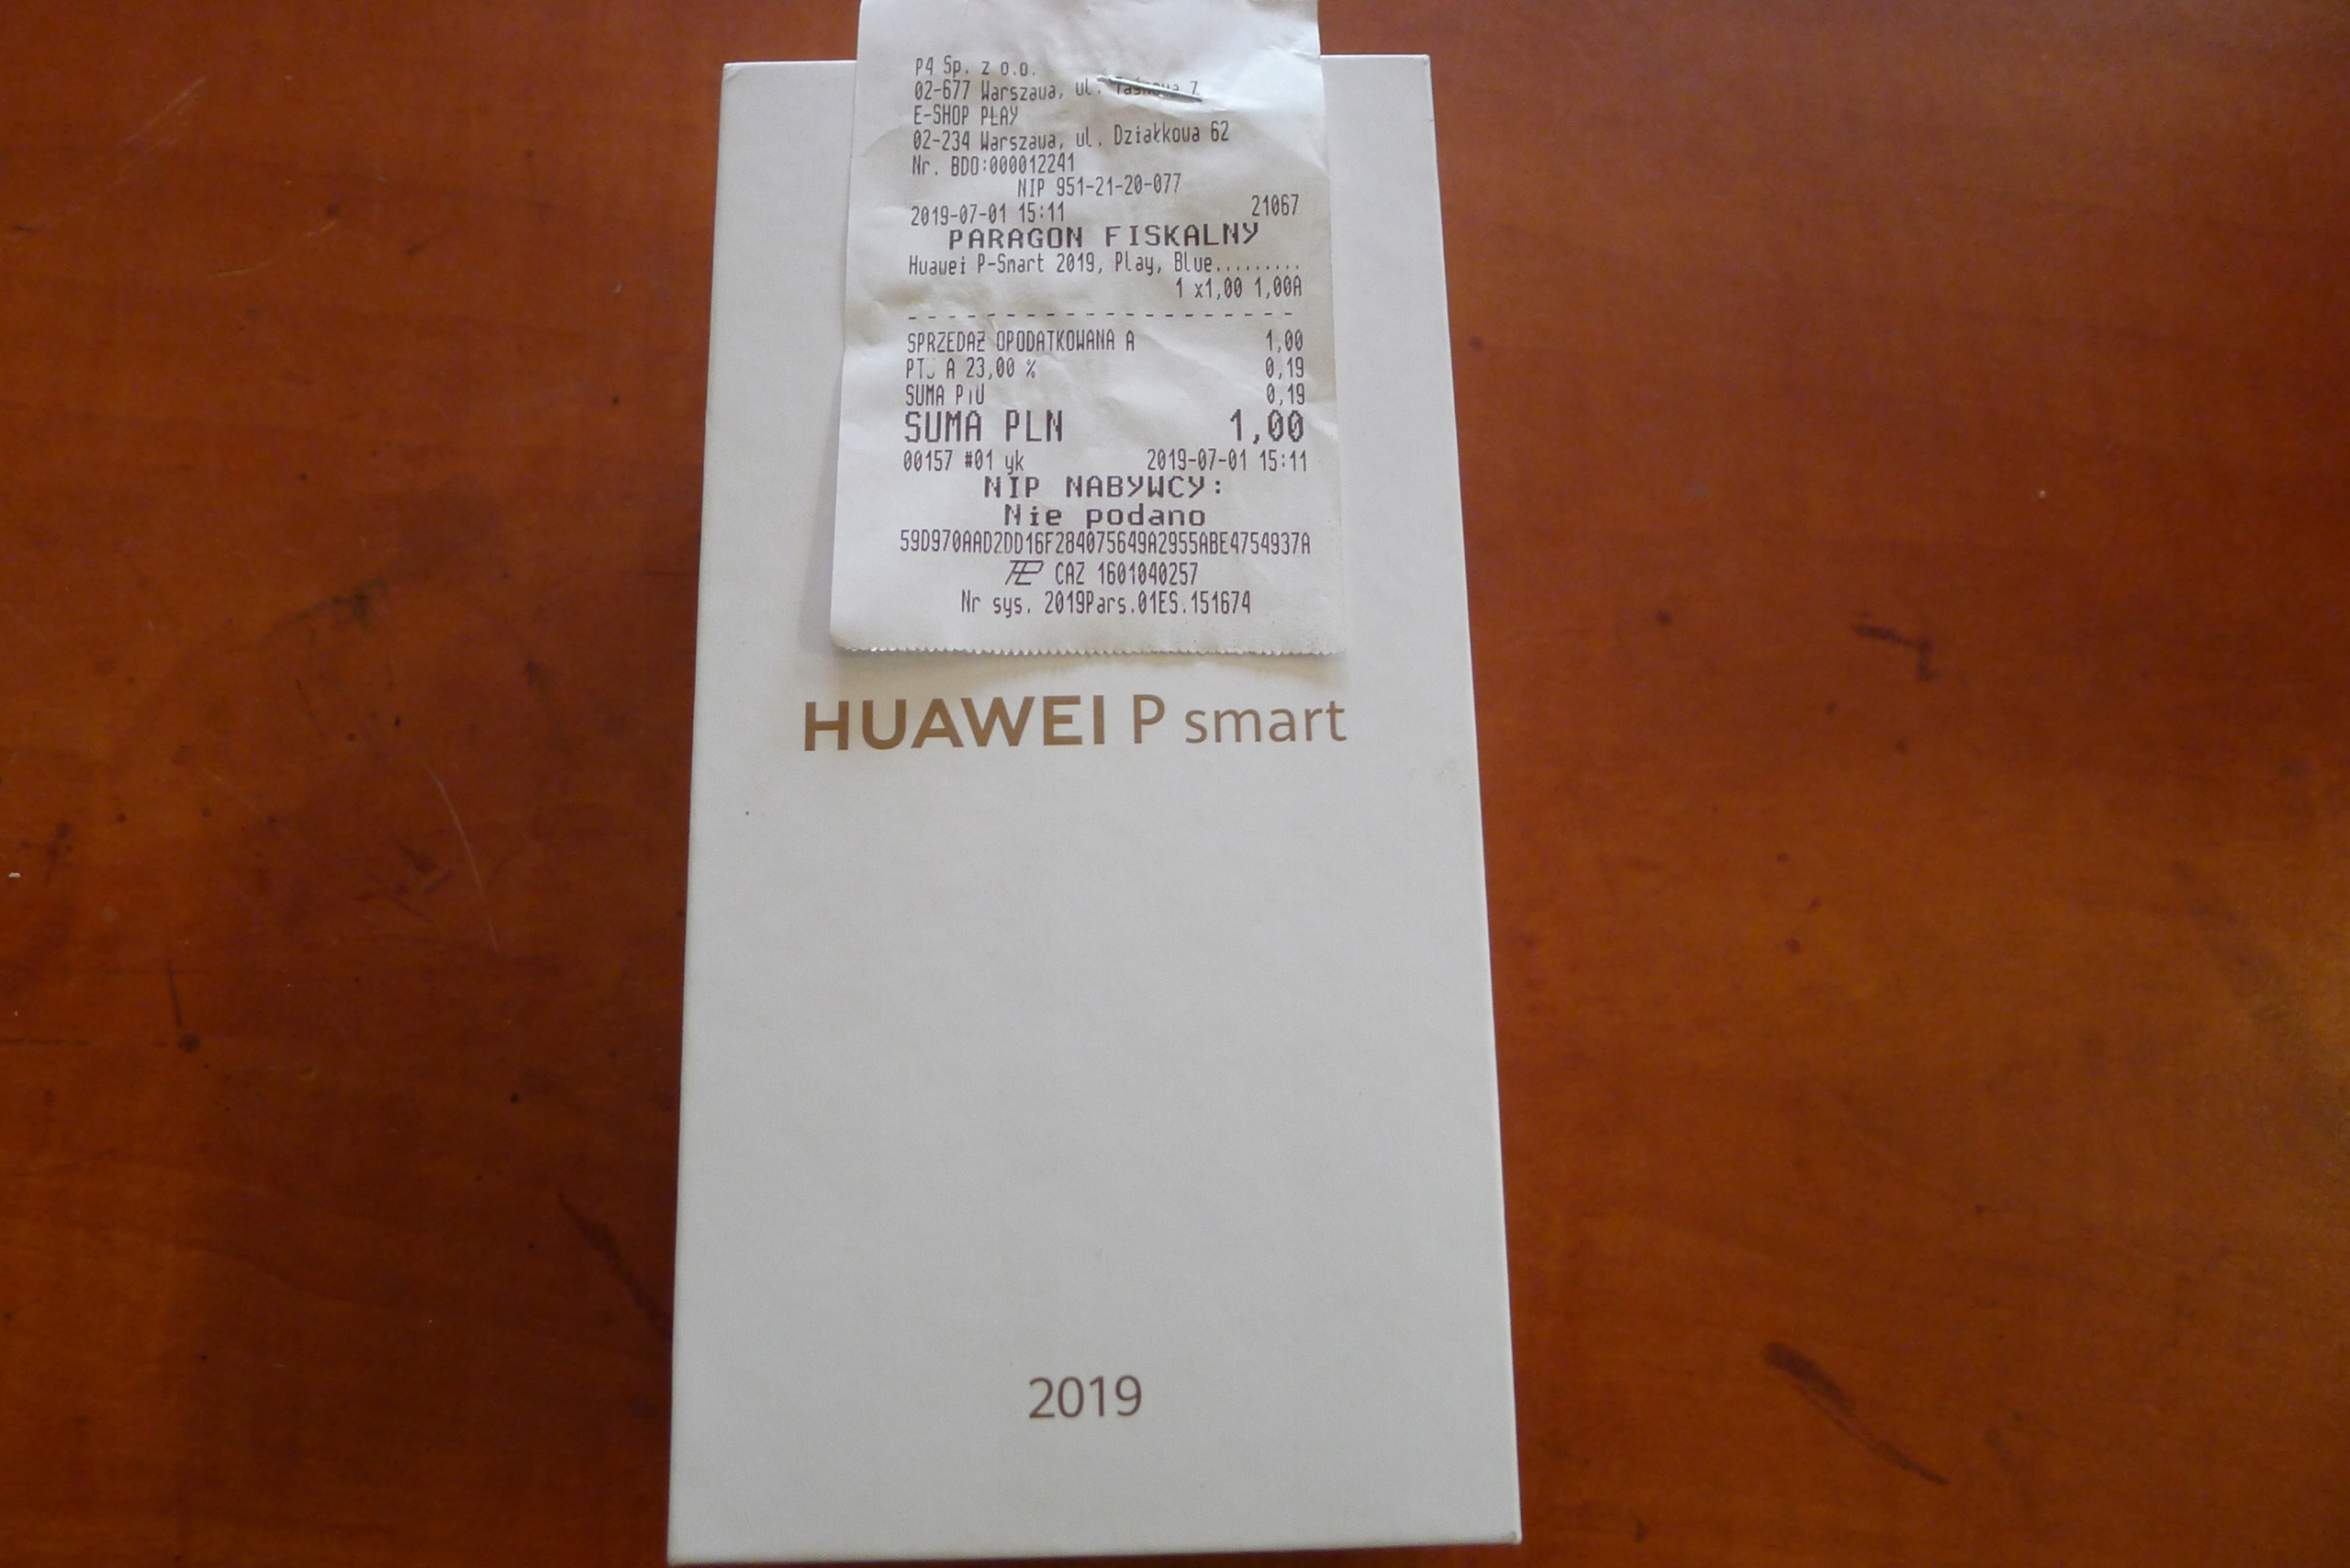 P4 Sp. z o.o.
02-677 Warszawa, ul. 7
E-SHOP PLAY
02-234 Warszawa, ul. Działkowa 62
Nr. BDO:000012241
NIP 951-21-20-077
2019-07-01 15:11 21067
PARAGON FISKALNY
Huawei P-Smart 2019, Play, Blue.........
1 x1,00 1,00A
- - - - - - - - - - - - - - - - - - - -
SPRZEDAŻ OPODATKOWANA A 1,00
PTU A 23,00 % 0,19
SUMA PTU 0,19
SUMA PLN 1,00
00157 #01 yk 2019-07-01 15:11
NIP NABYWCY:
Nie podano
59D970AAD2DD16F284075649A2955ABE4754937A
CAZ 1601040257
Nr sys. 2019Pars.01ES.151674
HUAWEI P smart
2019